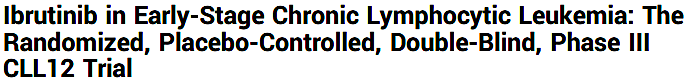 Ibrutinib in Early-Stage Chronic Lymphocytic Leukemia: The
Randomized, Placebo-Controlled, Double-Blind, Phase III
CLL12 Trial